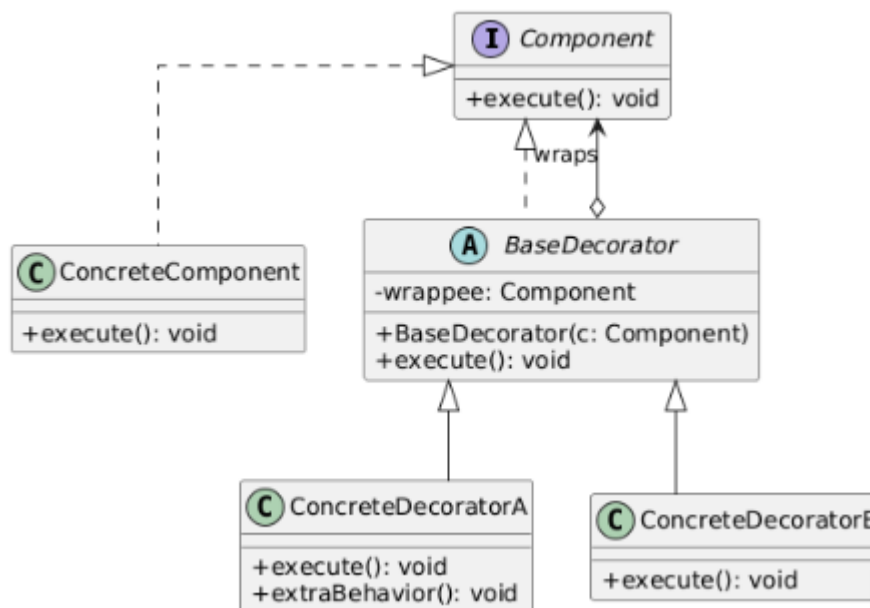 I Component
+execute(): void
wraps
A BaseDecorator
-wrappee: Component
+BaseDecorator(c: Component)
+execute(): void
C ConcreteComponent
+execute(): void
C ConcreteDecoratorA
+execute(): void
+extraBehavior(): void
C
+execute(): void